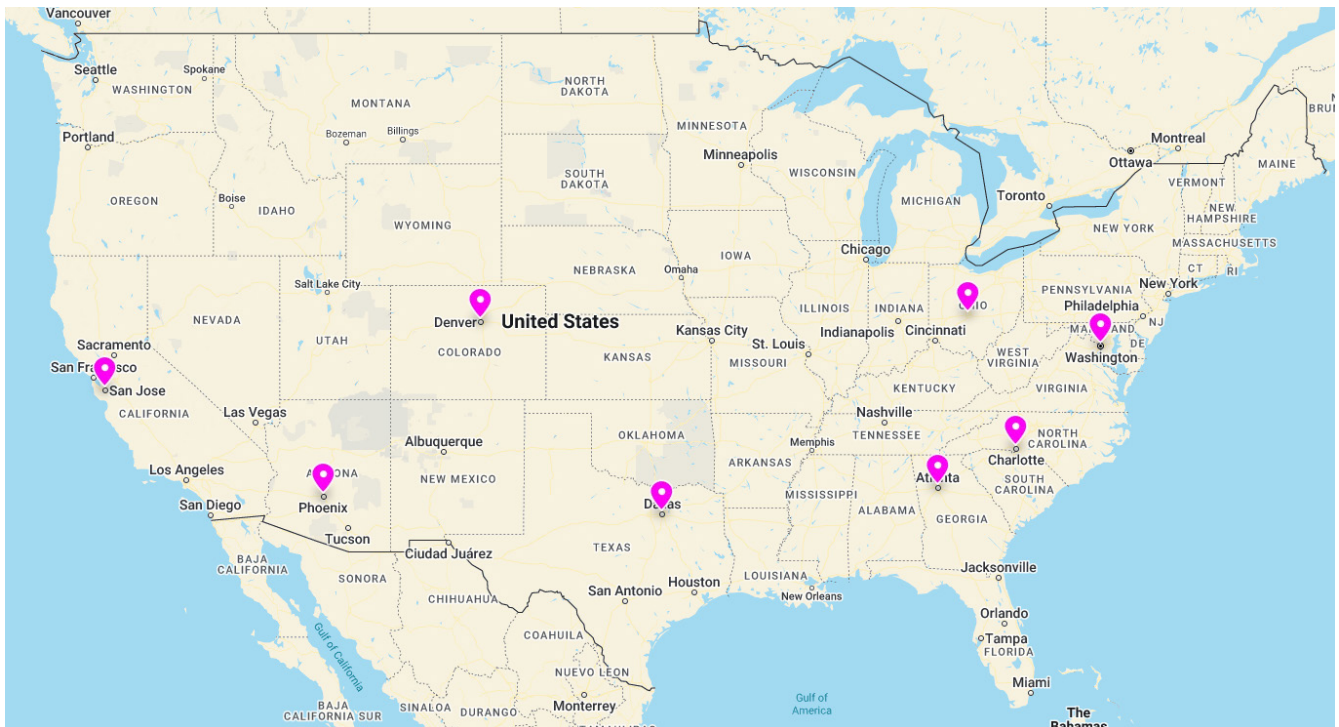 Vancouver
Seattle
Spokane
WASHINGTON
NORTH
DAKOTA
MONTANA
Bozeman
Billings
MINNESOTA
Minneapolis
Montreal
Ottawa
MAINE
Portland
WISCONSIN
SOUTH
DAKOTA
VERMONT
OREGON
Boise
IDAHO
MICHIGAN
Toronto
NEW
HAMPSHIRE
WYOMING
NEW YORK
MASSACHUSETTS
Chicago
IOWA
CT
RI
NEBRASKA
Omaha
Salt Lake City
PENNSYLVANIA
New York
Philadelphia
NEVADA
Denver
United States
ILLINOIS
INDIANA
NJ
Kansas City
Indianapolis
Cincinnati
DE
UTAH
COLORADO
KANSAS
St. Louis
MISSOURI
WEST
VIRGINIA
Washington
Sacramento
San Jose
KENTUCKY
VIRGINIA
CALIFORNIA
Las Vegas
Nashville
TENNESSEE
Albuquerque
OKLAHOMA
Memphis
NORTH
CAROLINA
Charlotte
Los Angeles
NEW MEXICO
ARKANSAS
SOUTH
CAROLINA
San Diego
Phoenix
MISSISSIPPI
ALABAMA
GEORGIA
Tucson
TEXAS
Ciudad Juárez
BAJA
CALIFORNIA
SONORA
Jacksonville
LOUISIANA
CHIHUAHUA
San Antonio
Houston
New Orleans
Orlando
Tampa
FLORIDA
Gulf of California
COAHUILA
NUEVO LEON
Miami
Gulf of
America
BAJA
CALIFORNIA SUR
SINALOA
DURANGO
Monterrey
The
Bahamas